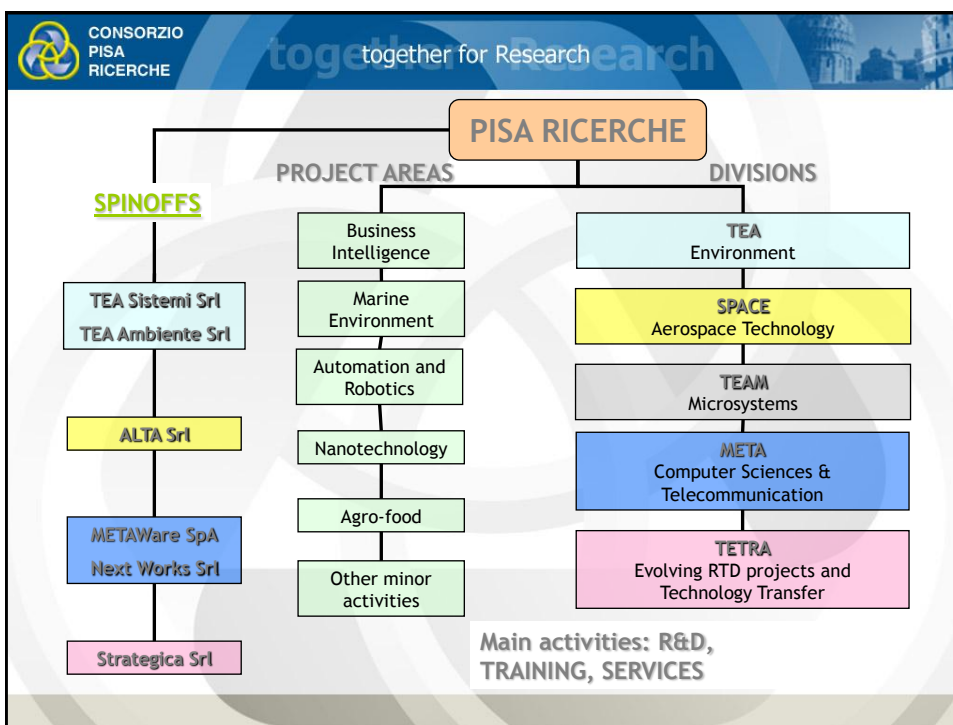 CONSORZIO
PISA
RICERCHE
together Research
together for Research
PISA RICERCHE
PROJECT AREAS
DIVISIONS
SPINOFFS
TEA Sistemi Srl
TEA Ambiente Srl
ALTA Srl
METAWare SpA
Next Works Srl
Strategica Srl
Business
Intelligence
Marine
Environment
Automation and
Robotics
Nanotechnology
Agro-food
Other minor
activities
TEA
Environment
SPACE
Aerospace Technology
TEAM
Microsystems
META
Computer Sciences &
Telecommunication
TETRA
Evolving RTD projects and
Technology Transfer
Main activities: R&D,
TRAINING, SERVICES